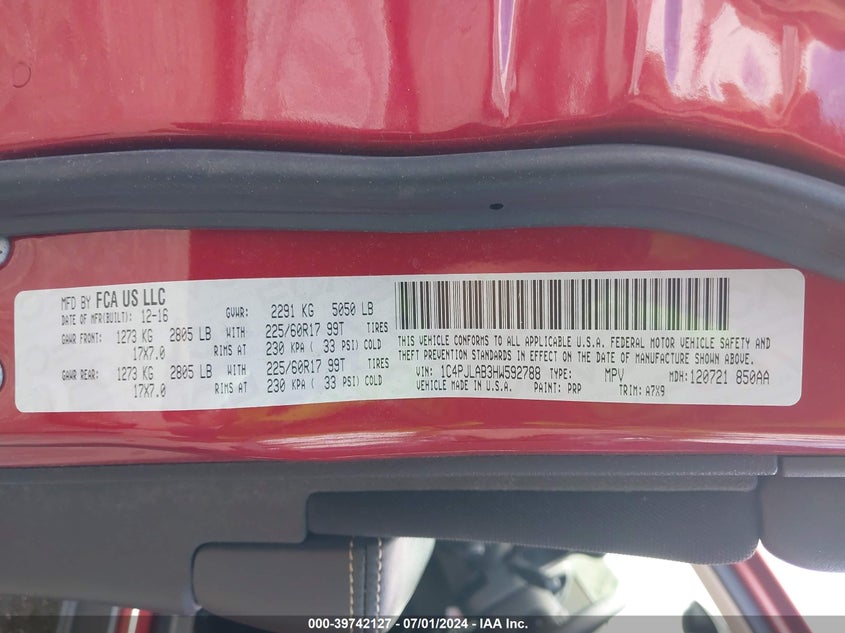 MFD BY FCA US LLC
DATE OF MFR(BUILT): 12-16 GVWR: 2291 KG 5050 LB
GAWR FRONT: 1273 KG 2805 LB WITH 225/60R17 99T TIRES
17X7.0 RIMS AT 230 KPA ( 33 PSI) COLD
GAWR REAR: 1273 KG 2805 LB WITH 225/60R17 99T TIRES
17X7.0 RIMS AT 230 KPA ( 33 PSI) COLD
THIS VEHICLE CONFORMS TO ALL APPLICABLE U.S.A. FEDERAL MOTOR VEHICLE SAFETY AND
THEFT PREVENTION STANDARDS IN EFFECT ON THE DATE OF MANUFACTURE SHOWN ABOVE.
VIN: 1C4PJLAB3HW592788 TYPE: MPV MDH: 120721 850AA
VEHICLE MADE IN U.S.A. PAINT: PRP TRIM: A7X9
000-39742127 - 07/01/2024 - IAA Inc.